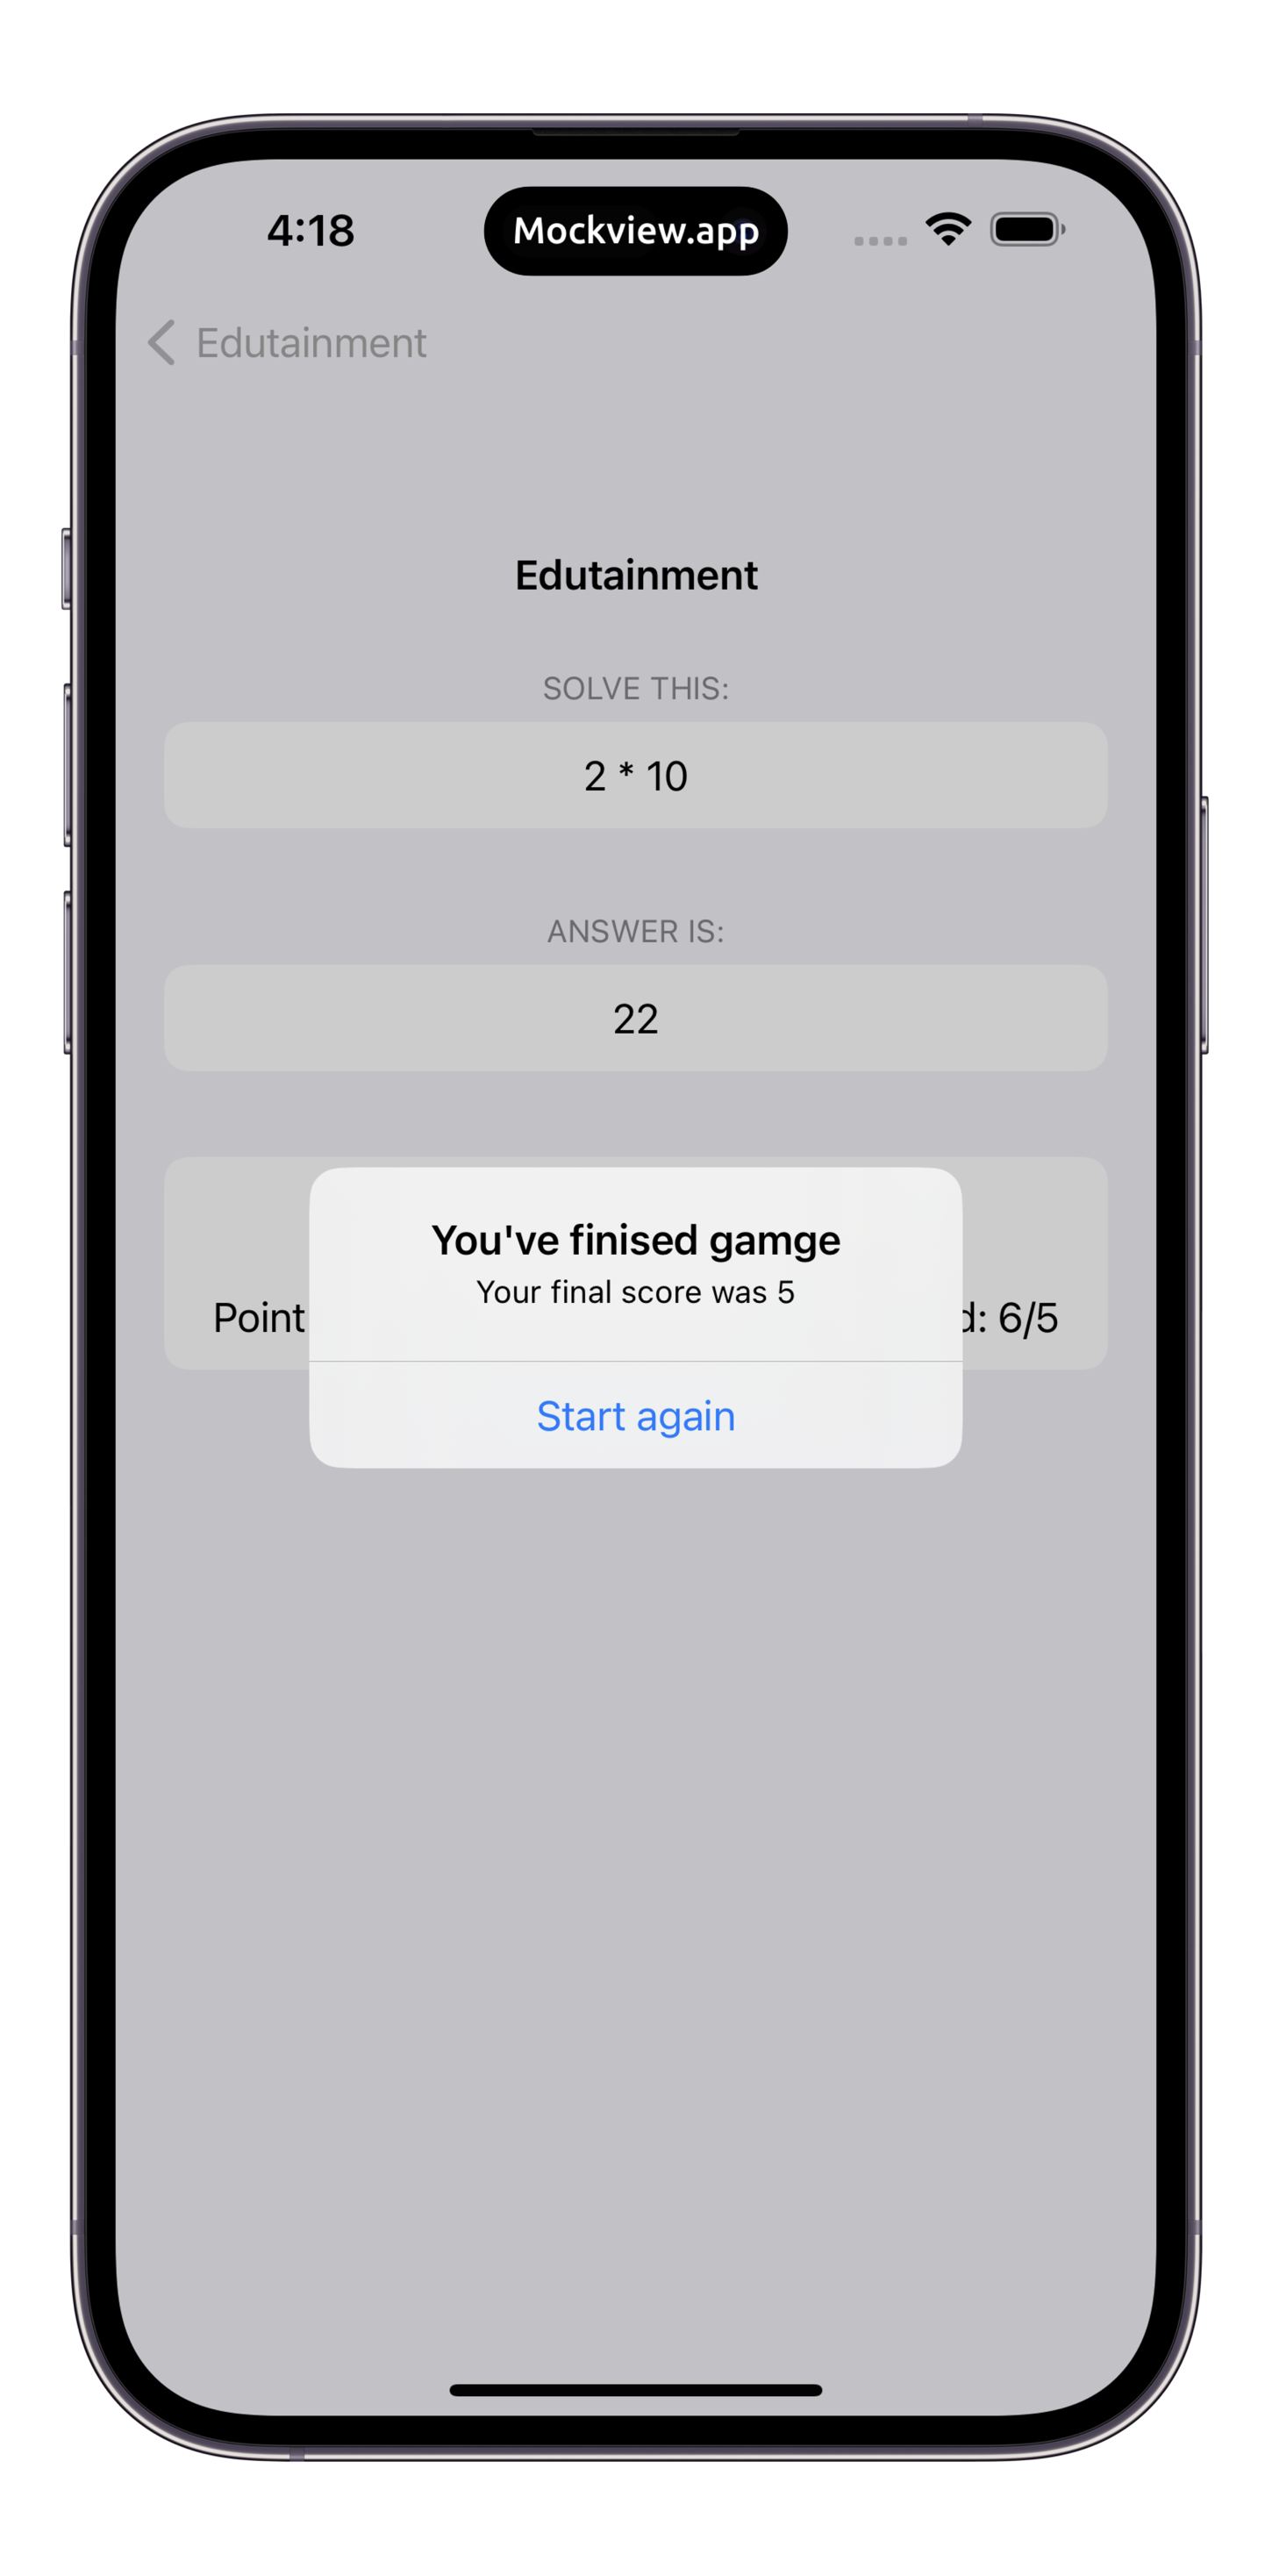 4:18
Mockview.app
Edutainment
Edutainment
SOLVE THIS:
2 * 10
ANSWER IS:
22
You've finised gamge
Your final score was 5
Point d: 6/5
Start again